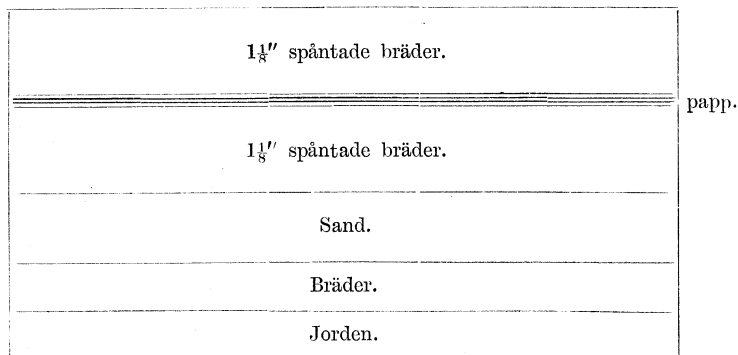 1⅛″ spåntade bräder.
papp.
1⅛″ spåntade bräder.
Sand.
Bräder.
Jorden.